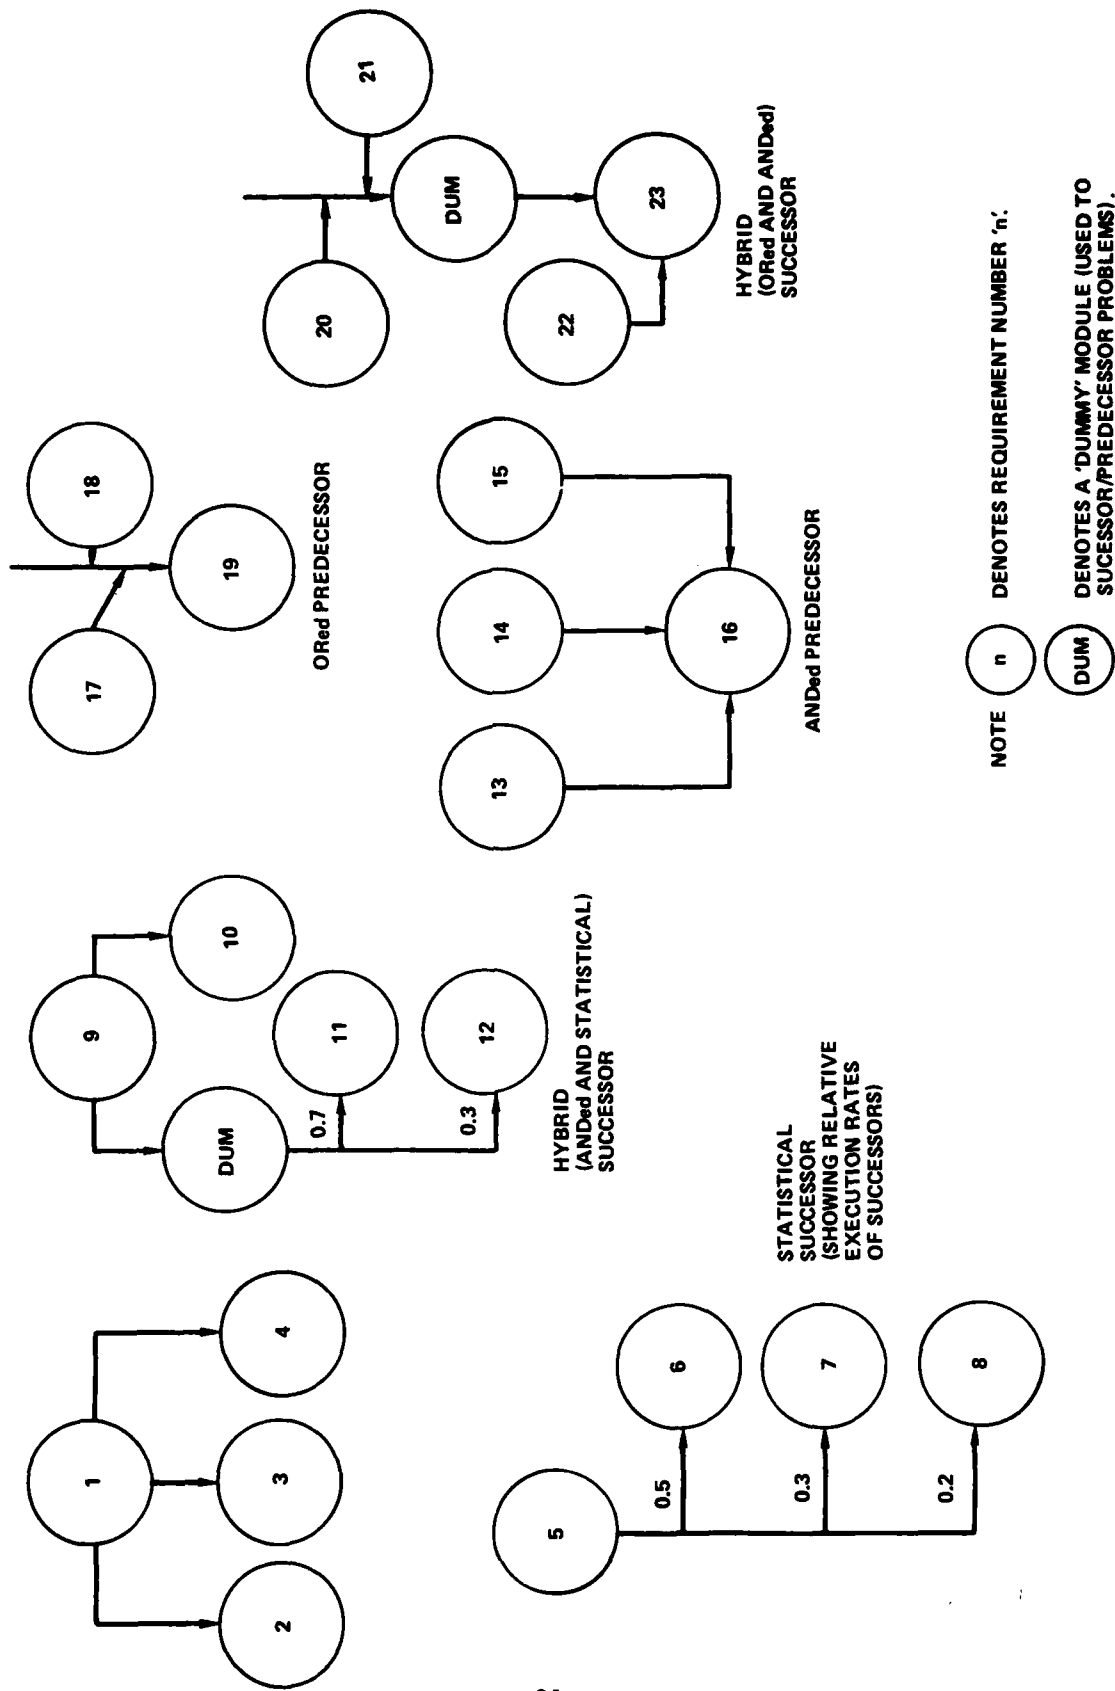 1
2
3
4
5
0.5
6
0.3
7
0.2
8
STATISTICAL
SUCCESSOR
(SHOWING RELATIVE
EXECUTION RATES
OF SUCCESSORS)
9
10
DUM
0.7
11
0.3
12
HYBRID
(ANDed AND STATISTICAL)
SUCCESSOR
17
18
19
ORed PREDECESSOR
13
14
15
16
ANDed PREDECESSOR
20
21
DUM
22
23
HYBRID
(ORed AND ANDed)
SUCCESSOR
NOTE n DENOTES REQUIREMENT NUMBER 'n'.
DUM DENOTES A 'DUMMY' MODULE (USED TO
SUCESSOR/PREDECESSOR PROBLEMS).